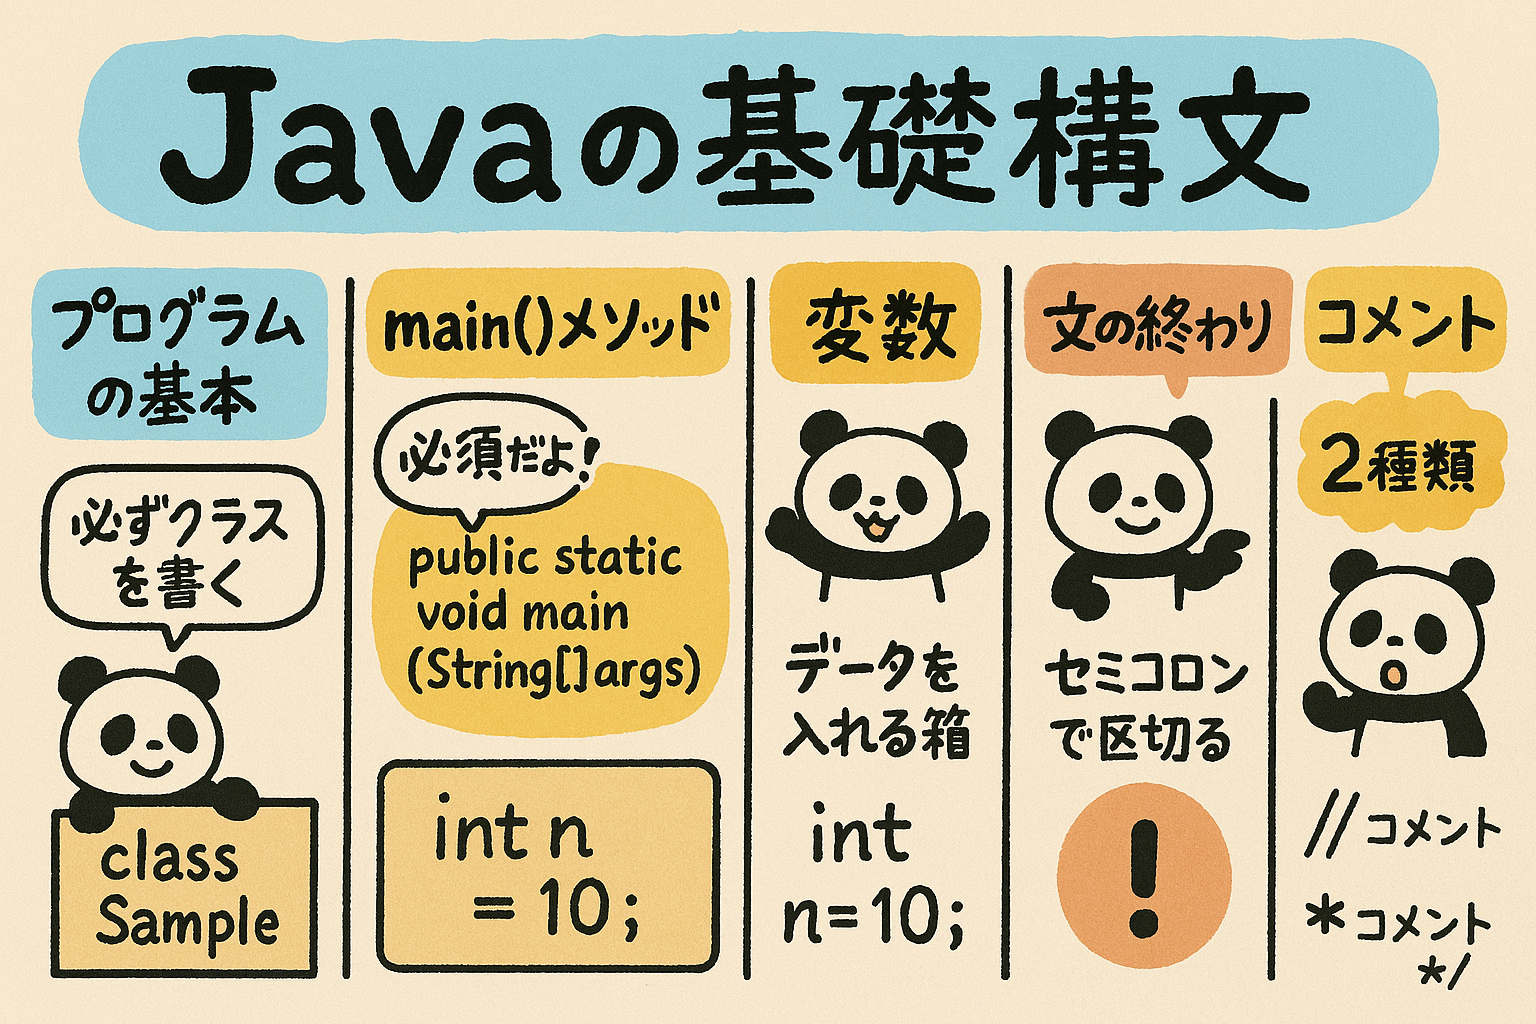 Javaの基礎構文
プログラム
の基本
必ずクラス
を書く
class
Sample
main()メソッド
必須だよ!
public static
void main
(String[]args)
int n
= 10;
変数
データを
入れる箱
int
n=10;
文の終わり
セミコロン
で区切る
!
コメント
2種類
// コメント
*コメント
*/